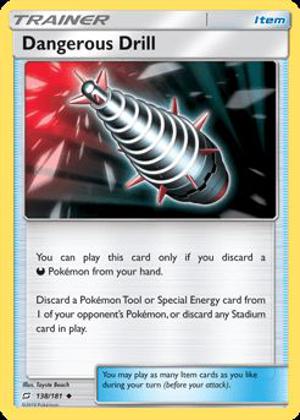 TRAINER Item
Dangerous Drill
You can play this card only if you discard a
Pokémon from your hand.
Discard a Pokémon Tool or Special Energy card from
1 of your opponent's Pokémon, or discard any Stadium
card in play.
Illus. Toyste Beach
138/181
©2019 Pokémon
You may play as many Item cards as you like
during your turn (before your attack).